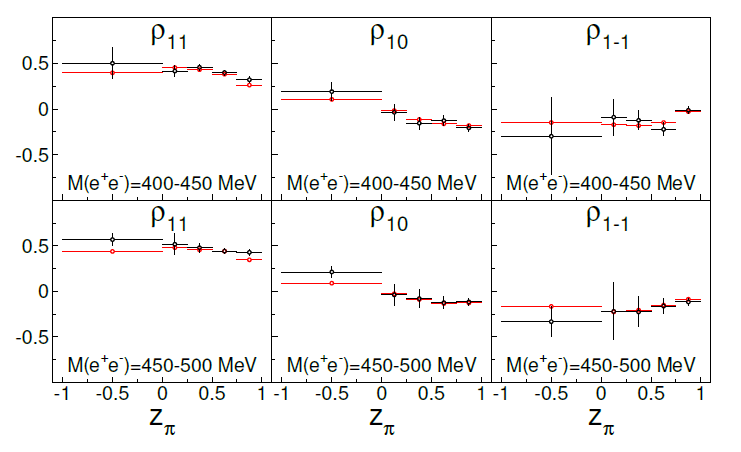 ρ11 ρ10 ρ1-1
0.5
0
-0.5
M(e+e-)=400-450 MeV M(e+e-)=400-450 MeV M(e+e-)=400-450 MeV
ρ11 ρ10 ρ1-1
0.5
0
-0.5
M(e+e-)=450-500 MeV M(e+e-)=450-500 MeV M(e+e-)=450-500 MeV
-1 -0.5 0 0.5 1 -1 -0.5 0 0.5 1 -1 -0.5 0 0.5 1
zπ zπ zπ